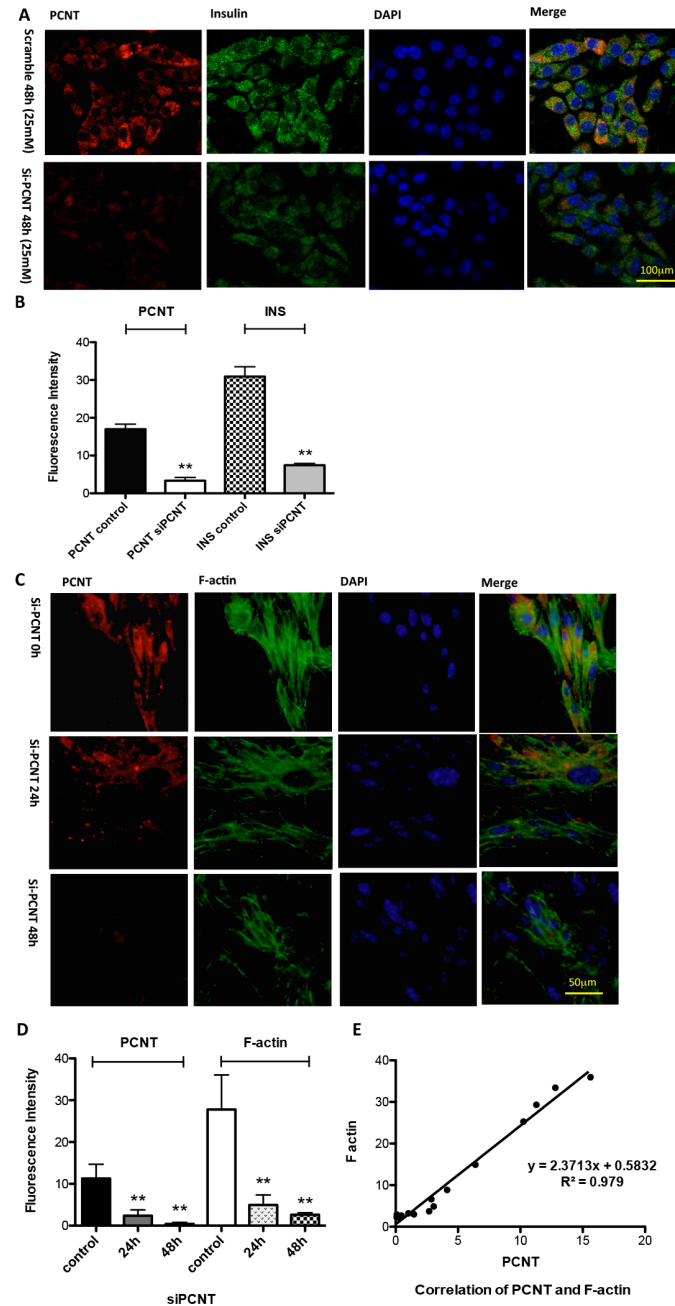 A
PCNT Insulin DAPI Merge
Scramble 48h (25mM)
Si-PCNT 48h (25mM)
100µm
B
PCNT INS
Fluorescence Intensity
40
30
20
10
0
** **
PCNT control PCNT siPCNT INS control INS siPCNT
C
PCNT F-actin DAPI Merge
Si-PCNT 0h
Si-PCNT 24h
Si-PCNT 48h
50µm
D
PCNT F-actin
Fluorescence Intensity
40
30
20
10
0
** ** ** **
control 24h 48h control 24h 48h
siPCNT
E
F actin
40
30
20
10
0
y = 2.3713x + 0.5832
R² = 0.979
0 5 10 15 20
PCNT
Correlation of PCNT and F-actin